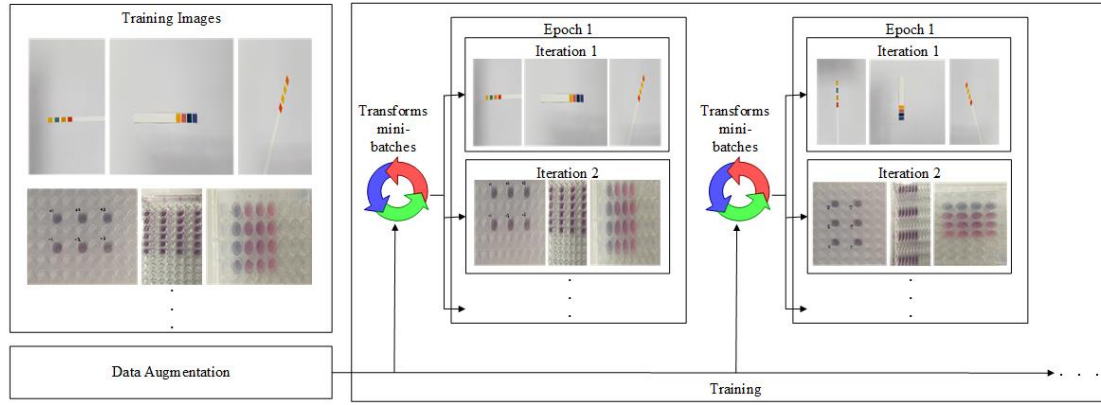 Training Images
Data Augmentation
Transforms
mini-
batches
Epoch 1
Iteration 1
Iteration 2
Transforms
mini-
batches
Epoch 1
Iteration 1
Iteration 2
Training